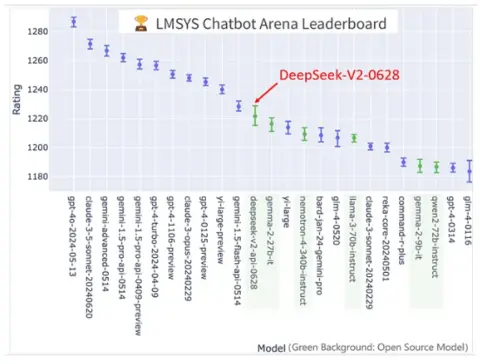 LMSYS Chatbot Arena Leaderboard
DeepSeek-V2-0628
Rating
1280
1260
1240
1220
1200
1180
gpt-4o-2024-05-13
claude-3-5-sonnet-20240620
gemini-advanced-0514
gemini-1.5-pro-api-0514
gemini-1.5-pro-api-0409-preview
gpt-4-turbo-2024-04-09
gpt-4-1106-preview
claude-3-opus-20240229
gpt-4-0125-preview
yi-large-preview
gemini-1.5-flash-api-0514
deepseek-v2-api-0628
gemma-2-27b-it
yi-large
nemotron-4-340b-instruct
bard-jan-24-gemini-pro
glm-4-0520
llama-3-70b-instruct
claude-3-sonnet-20240229
reka-core-20240501
command-r-plus
gemma-2-9b-it
qwen2-72b-instruct
gpt-4-0314
glm-4-0116
Model (Green Background: Open Source Model)